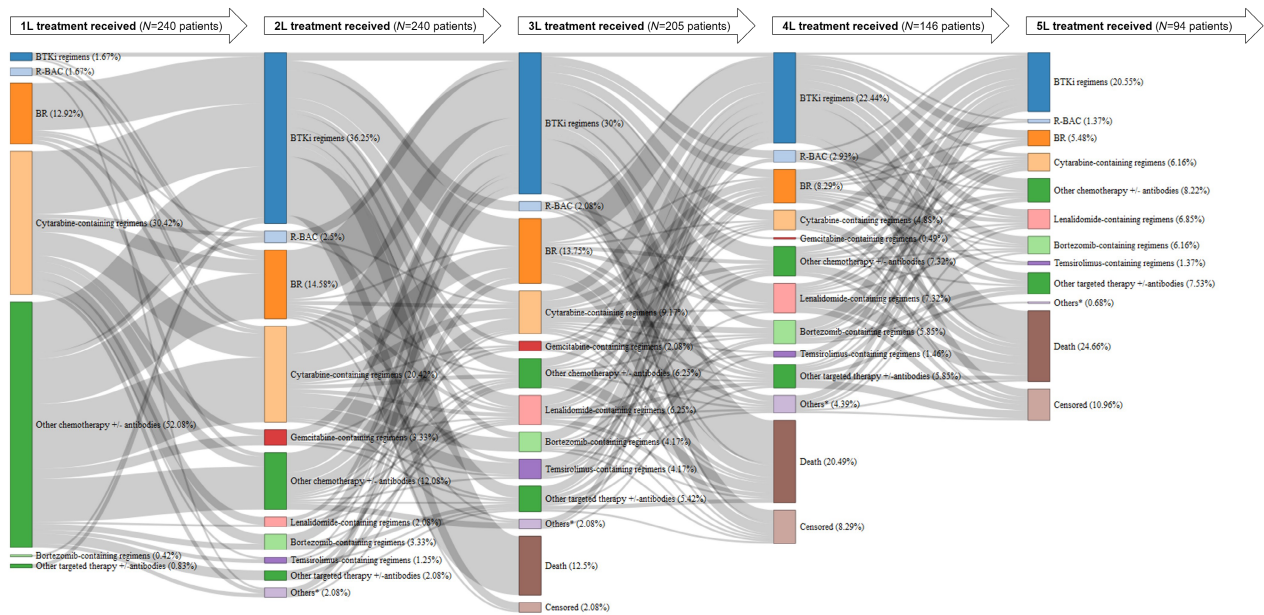 1L treatment received (N=240 patients)
2L treatment received (N=240 patients)
3L treatment received (N=205 patients)
4L treatment received (N=146 patients)
5L treatment received (N=94 patients)
BTKi regimens (1.67%)
R-BAC (1.67%)
BR (12.92%)
Cytarabine-containing regimens (30.42%)
Other chemotherapy +/- antibodies (52.08%)
Bortezomib-containing regimens (0.42%)
Other targeted therapy +/-antibodies (0.83%)
BTKi regimens (36.25%)
R-BAC (2.5%)
BR (14.58%)
Cytarabine-containing regimens (20.42%)
Gemcitabine-containing regimens (3.33%)
Other chemotherapy +/- antibodies (12.08%)
Lenalidomide-containing regimens (2.08%)
Bortezomib-containing regimens (3.33%)
Temsirolimus-containing regimens (1.25%)
Other targeted therapy +/-antibodies (2.08%)
Others* (2.08%)
BTKi regimens (30%)
R-BAC (2.08%)
BR (13.75%)
Cytarabine-containing regimens (9.17%)
Gemcitabine-containing regimens (2.08%)
Other chemotherapy +/- antibodies (6.25%)
Lenalidomide-containing regimens (6.25%)
Bortezomib-containing regimens (4.17%)
Temsirolimus-containing regimens (4.17%)
Other targeted therapy +/-antibodies (5.42%)
Others* (2.08%)
Death (12.5%)
Censored (2.08%)
BTKi regimens (22.44%)
R-BAC (2.93%)
BR (8.29%)
Cytarabine-containing regimens (4.88%)
Gemcitabine-containing regimens (0.49%)
Other chemotherapy +/- antibodies (7.32%)
Lenalidomide-containing regimens (7.32%)
Bortezomib-containing regimens (5.85%)
Temsirolimus-containing regimens (1.46%)
Other targeted therapy +/-antibodies (5.85%)
Others* (4.39%)
Death (20.49%)
Censored (8.29%)
BTKi regimens (20.55%)
R-BAC (1.37%)
BR (5.48%)
Cytarabine-containing regimens (6.16%)
Other chemotherapy +/- antibodies (8.22%)
Lenalidomide-containing regimens (6.85%)
Bortezomib-containing regimens (6.16%)
Temsirolimus-containing regimens (1.37%)
Other targeted therapy +/-antibodies (7.53%)
Others* (0.68%)
Death (24.66%)
Censored (10.96%)